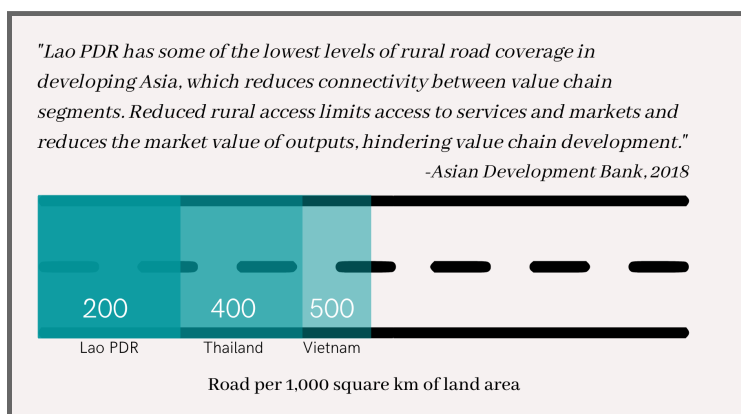 "Lao PDR has some of the lowest levels of rural road coverage in
developing Asia, which reduces connectivity between value chain
segments. Reduced rural access limits access to services and markets and
reduces the market value of outputs, hindering value chain development."
-Asian Development Bank, 2018
200 400 500
Lao PDR Thailand Vietnam
Road per 1,000 square km of land area